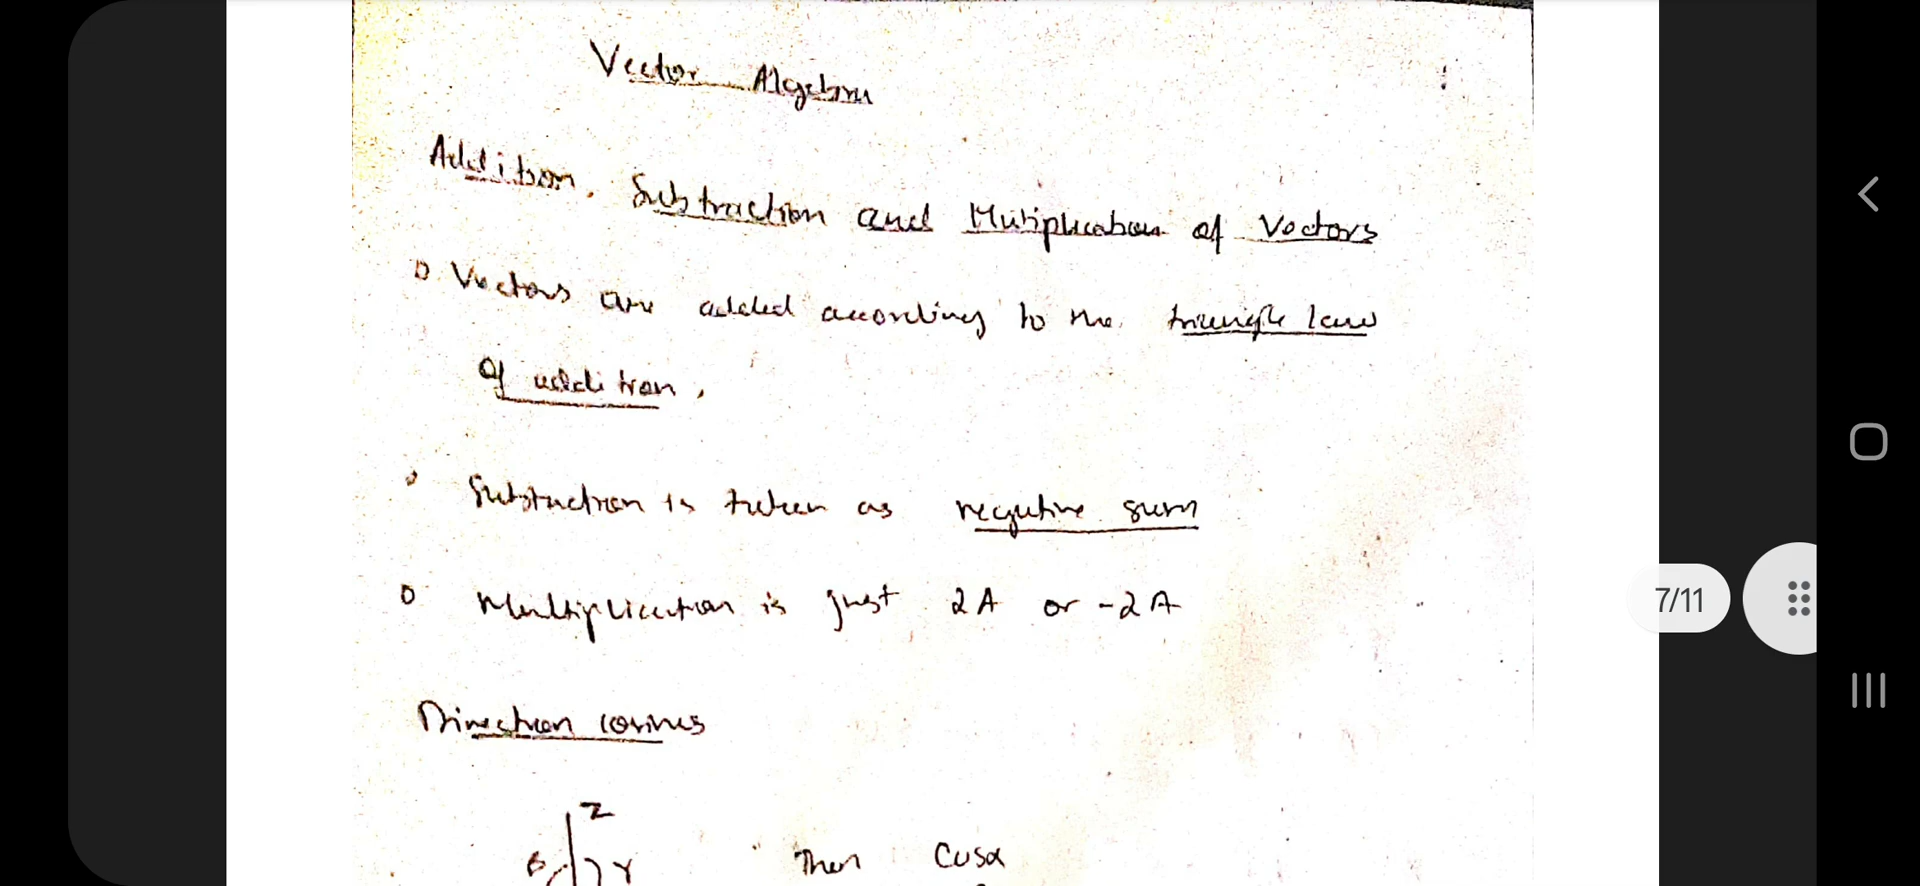 Vector Algebra
Addition, Subtraction and Mutiplication of Vectors
Vectors are added according to the triangle law
of addition,
Subtraction is taken as negative sum
Multiplication is just 2A or -2A
Direction cosines
Z
γ
Then Cosα
7/11